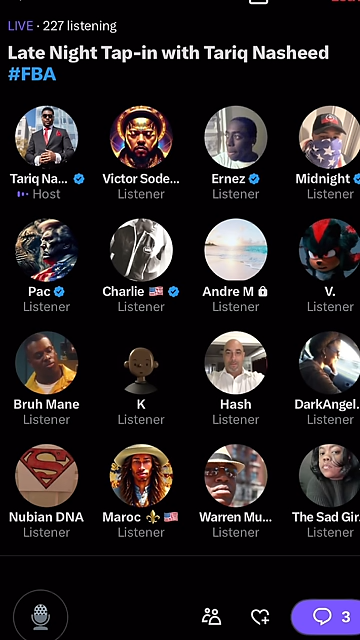 LIVE · 227 listening
Late Night Tap-in with Tariq Nasheed
#FBA
Tariq Na... Victor Sode... Ernez Midnight
Host Listener Listener Listener
Pac Charlie 🇺🇸 Andre M 🔒 V.
Listener Listener Listener Listener
Bruh Mane K Hash DarkAngel.
Listener Listener Listener Listener
Nubian DNA Maroc ⚜️ 🇺🇸 Warren Mu... The Sad Gir.
Listener Listener Listener Listener
3